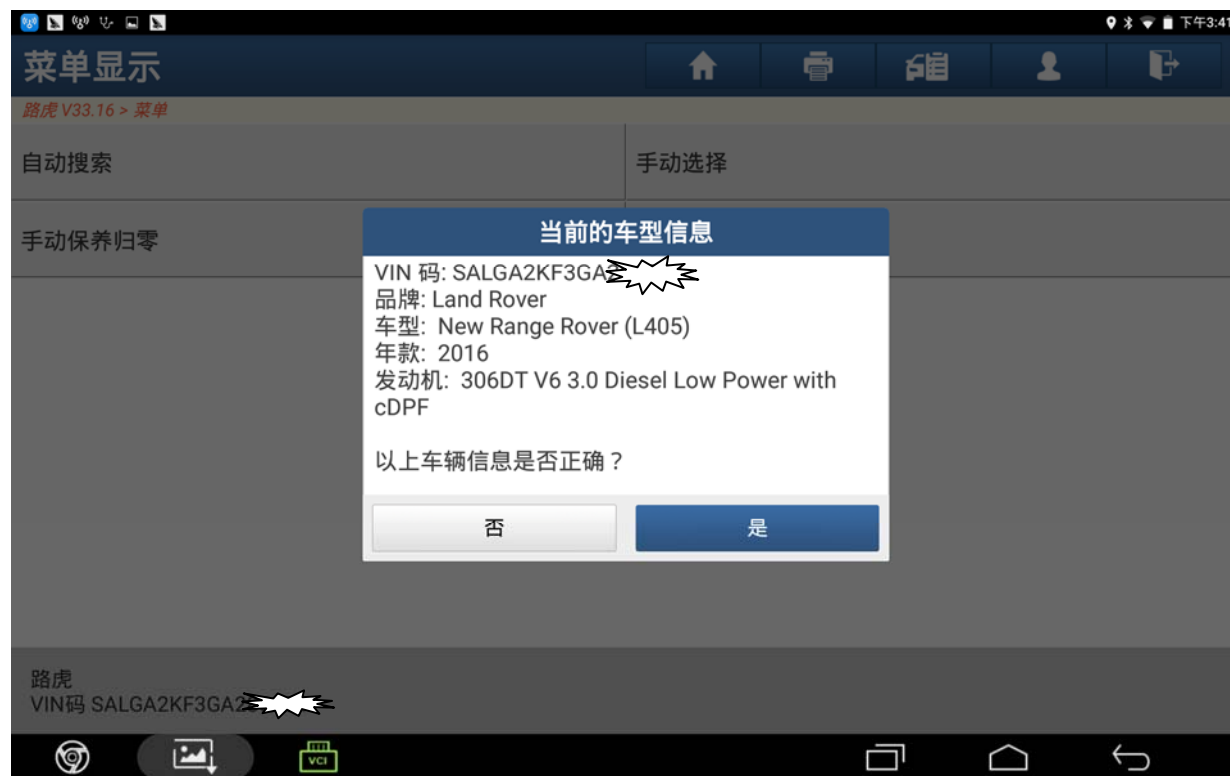 下午3:41
菜单显示
路虎 V33.16 > 菜单
自动搜索
手动选择
手动保养归零
当前的车型信息
VIN 码: SALGA2KF3GA2
品牌: Land Rover
车型: New Range Rover (L405)
年款: 2016
发动机: 306DT V6 3.0 Diesel Low Power with
cDPF
以上车辆信息是否正确？
否
是
路虎
VIN码 SALGA2KF3GA2
VCI